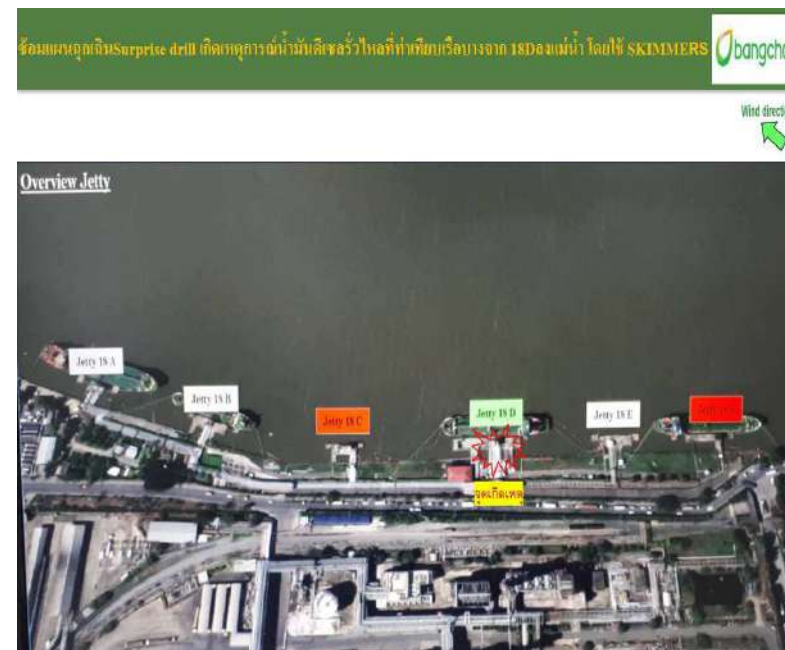 ซ้อมแผนฉุกเฉินSurprise drill เกิดเหตุการณ์น้ำมันดีเซลรั่วไหลที่ท่าเทียบเรือบางจาก 18Dลงแม่น้ำ โดยใช้ SKIMMERS
bangcha
Wind directi
Overview Jetty
Jetty 18 A
Jetty 18 B
Jetty 18 C
Jetty 18 D
Jetty 18 E
จุดเกิดเหตุ